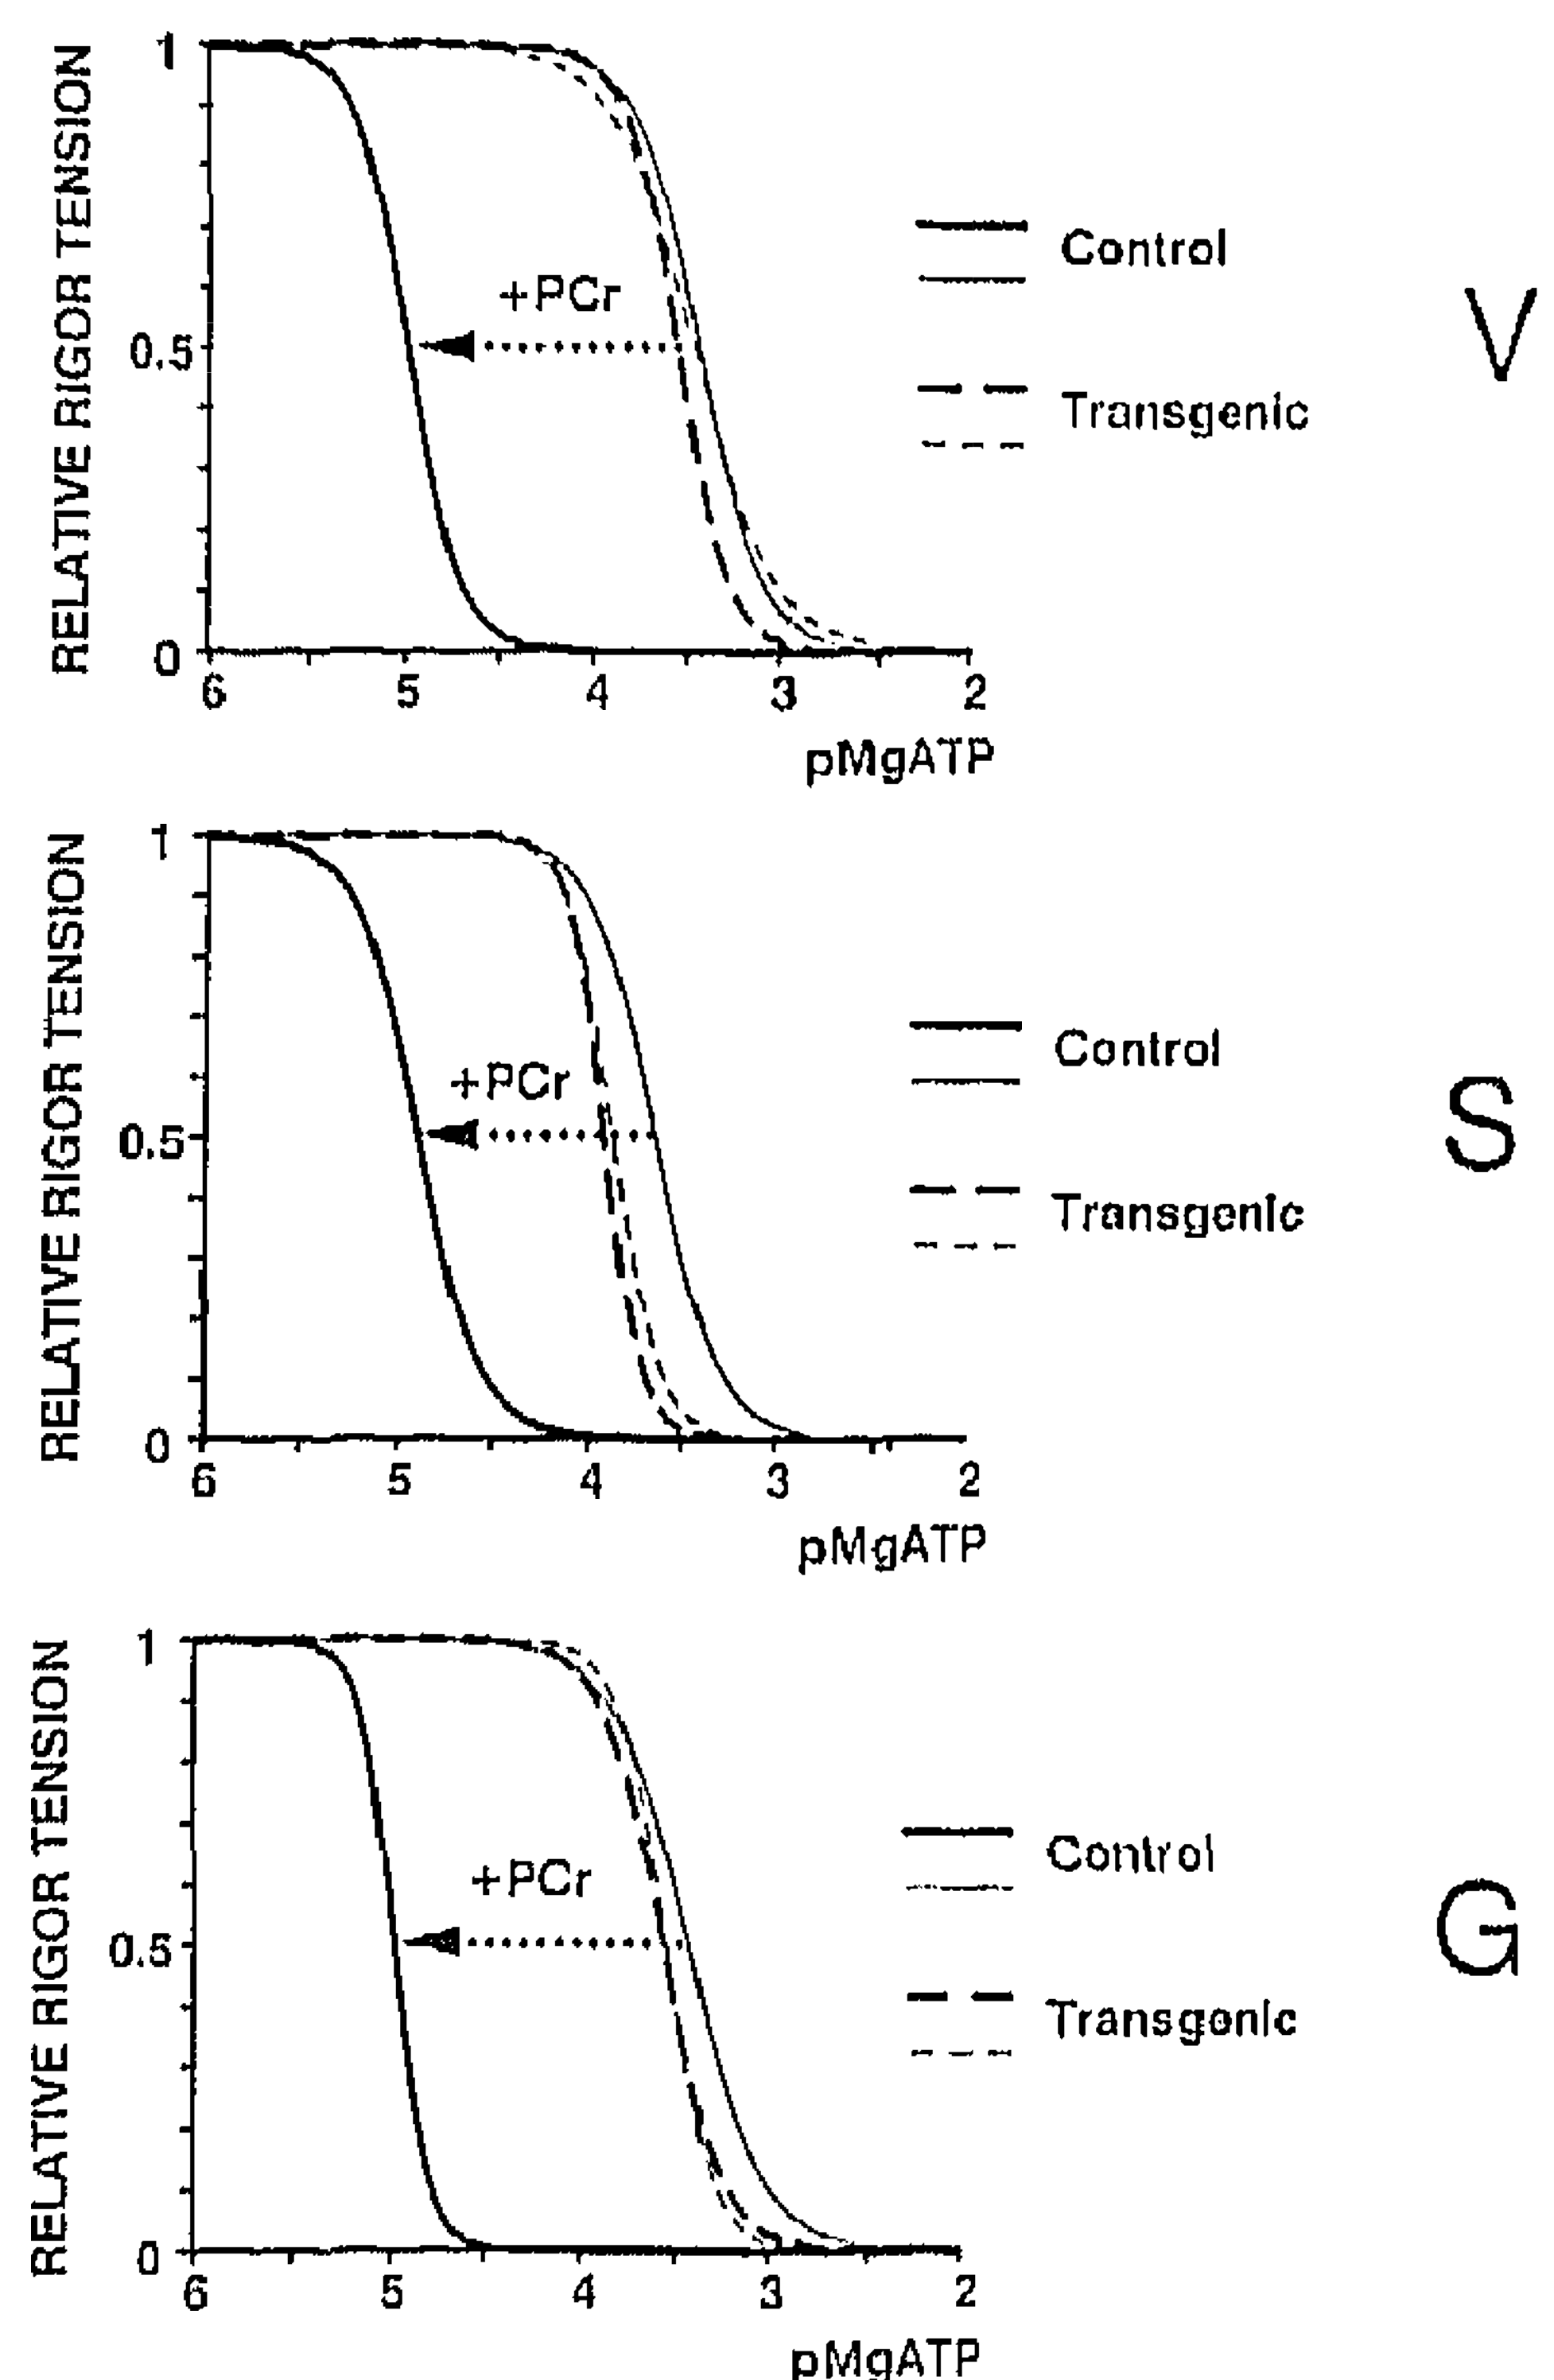 RELATIVE RIGOR TENSION
1
0.5
0
+PCr
Control
Transgenic
V
6 5 4 3 2
pMgATP
RELATIVE RIGOR TENSION
1
0.5
0
+PCr
Control
Transgenic
S
6 5 4 3 2
pMgATP
RELATIVE RIGOR TENSION
1
0.5
0
+PCr
Control
Transgonic
G
6 5 4 3 2
pMgATP